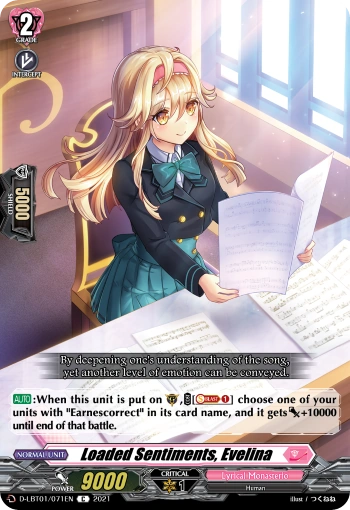 2
GRADE
INTERCEPT
5000
SHIELD
By deepening one's understanding of the song,
yet another level of emotion can be conveyed.
AUTO:When this unit is put on , [ BLAST 1] choose one of your
units with "Earnescorrect" in its card name, and it gets +10000
until end of that battle.
NORMAL UNIT
Loaded Sentiments, Evelina
POWER 9000
CRITICAL
1
Lyrical Monasterio
Human
D-LBT01/071EN C 2021
illust / つくねね